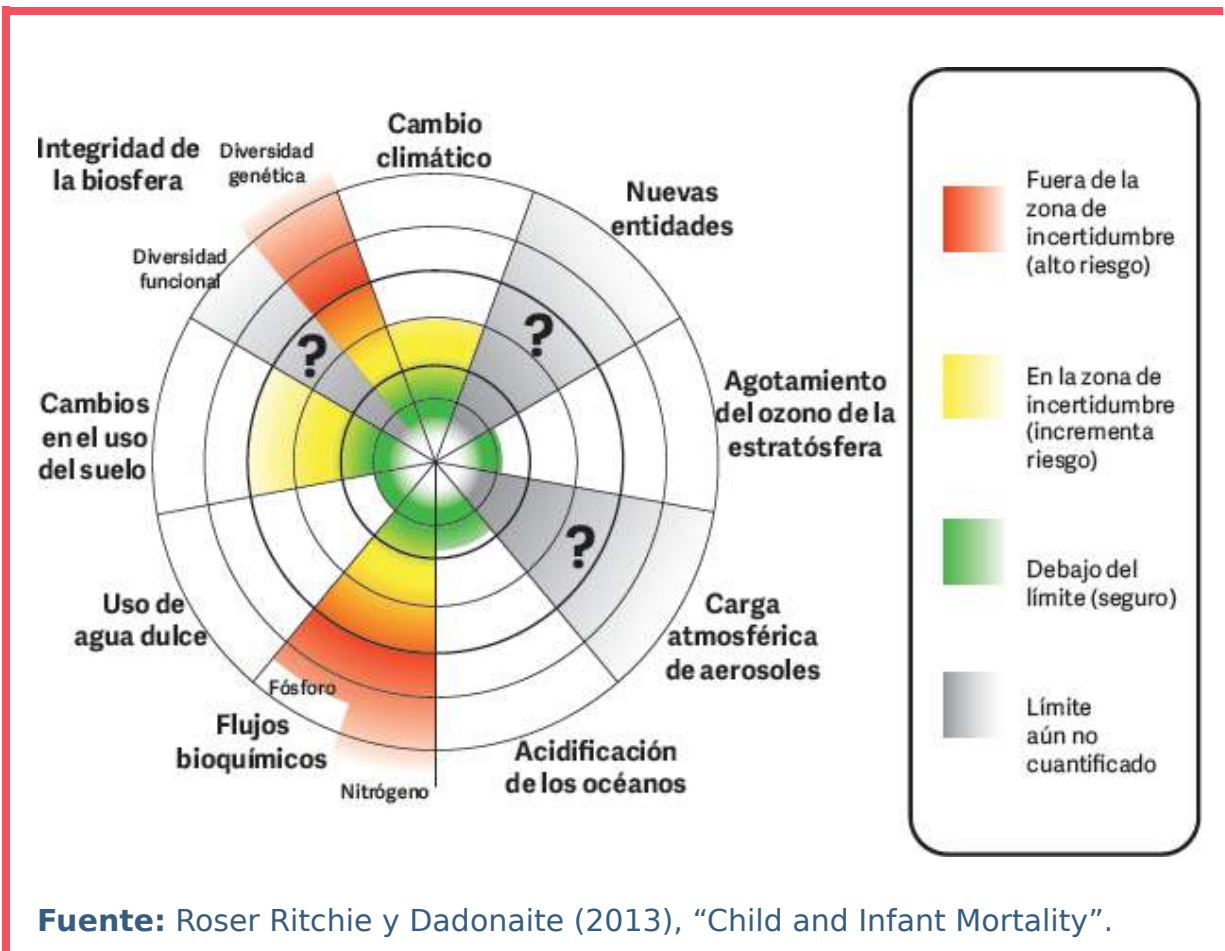 Integridad de
la biosfera
Diversidad
genética
Diversidad
funcional
Cambio
climático
Nuevas
entidades
Agotamiento
del ozono de la
estratósfera
Carga
atmosférica
de aerosoles
Acidificación
de los océanos
Nitrógeno
Fósforo
Flujos
bioquímicos
Uso de
agua dulce
Cambios
en el uso
del suelo
?
?
?
Fuera de la
zona de
incertidumbre
(alto riesgo)
En la zona de
incertidumbre
(incrementa
riesgo)
Debajo del
límite (seguro)
Límite
aún no
cuantificado
Fuente: Roser Ritchie y Dadonaite (2013), “Child and Infant Mortality”.